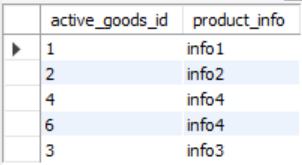 active_goods_id product_info
1 info1
2 info2
4 info4
6 info4
3 info3